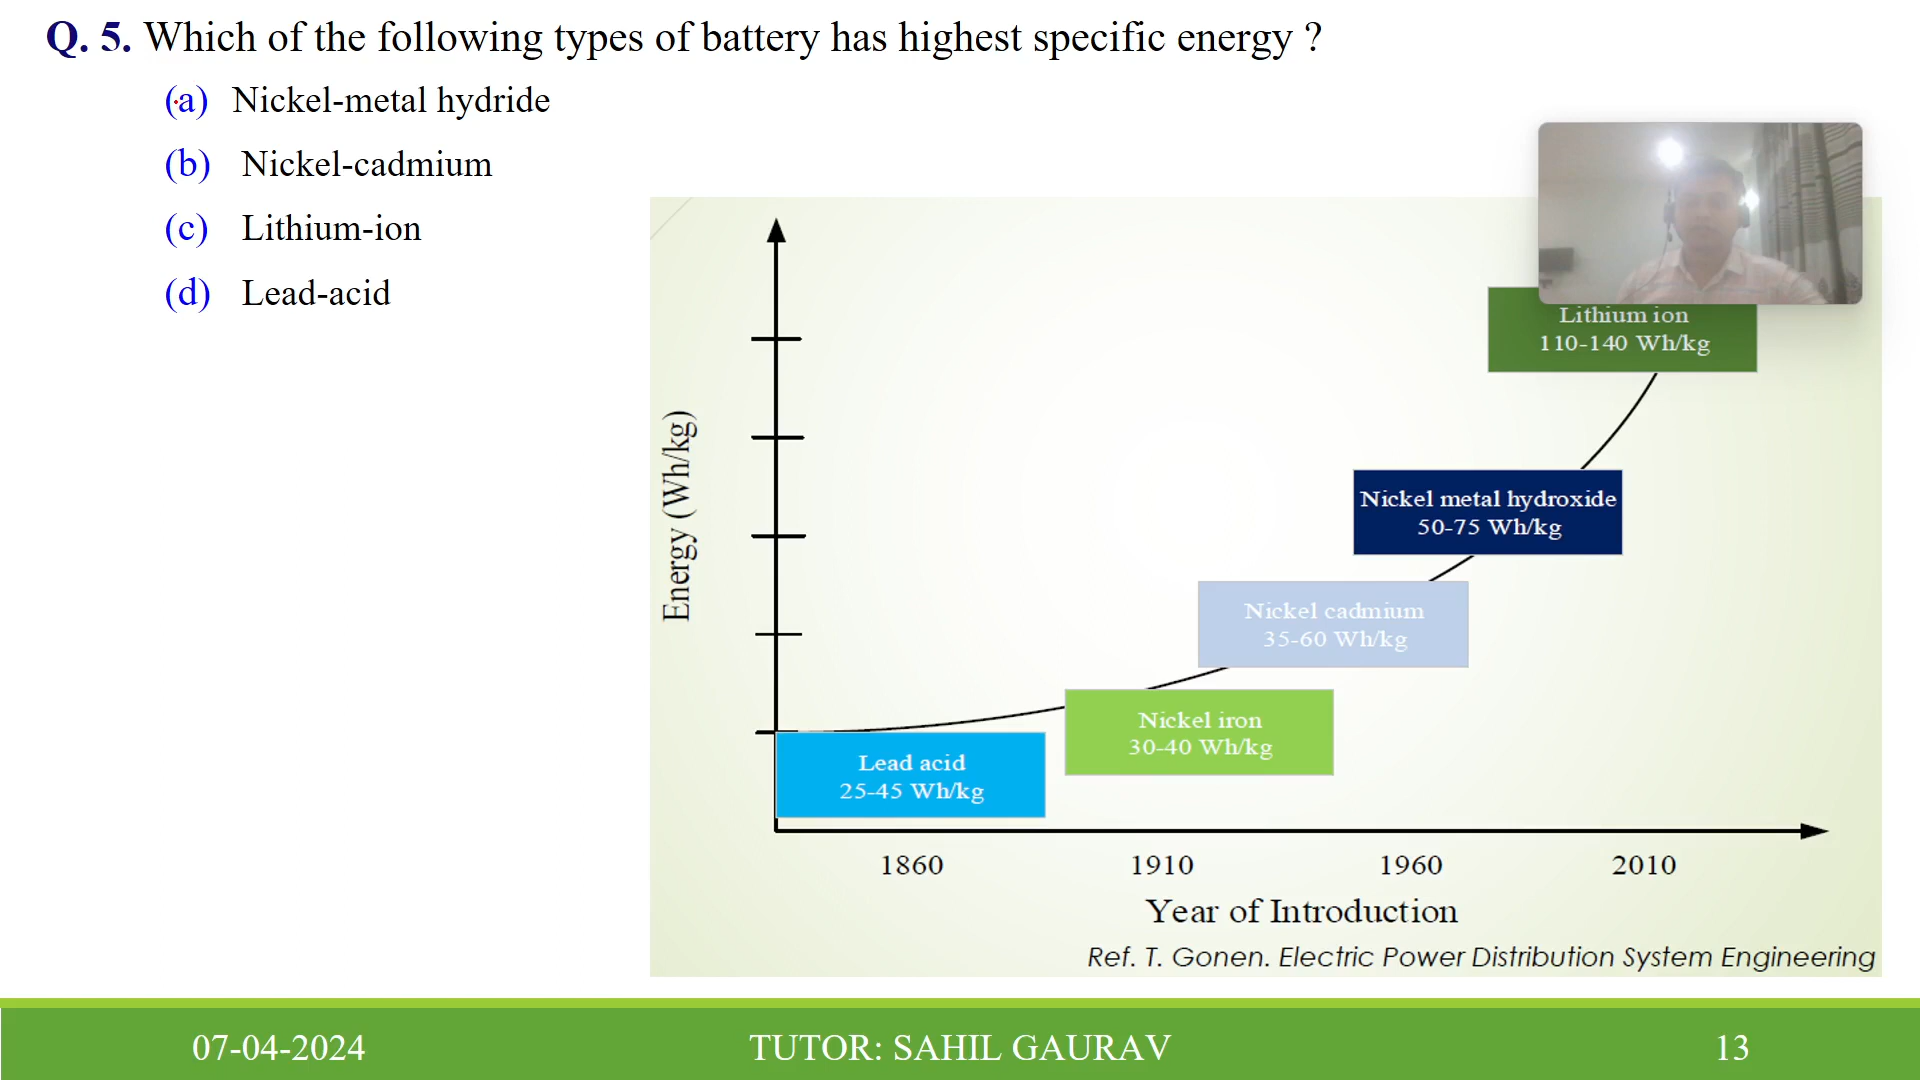 Q. 5. Which of the following types of battery has highest specific energy ?
(a) Nickel-metal hydride
(b) Nickel-cadmium
(c) Lithium-ion
(d) Lead-acid
Energy (Wh/kg)
Lithium ion
110-140 Wh/kg
Nickel metal hydroxide
50-75 Wh/kg
Nickel cadmium
35-60 Wh/kg
Nickel iron
30-40 Wh/kg
Lead acid
25-45 Wh/kg
1860 1910 1960 2010
Year of Introduction
Ref. T. Gonen. Electric Power Distribution System Engineering
07-04-2024 TUTOR: SAHIL GAURAV 13